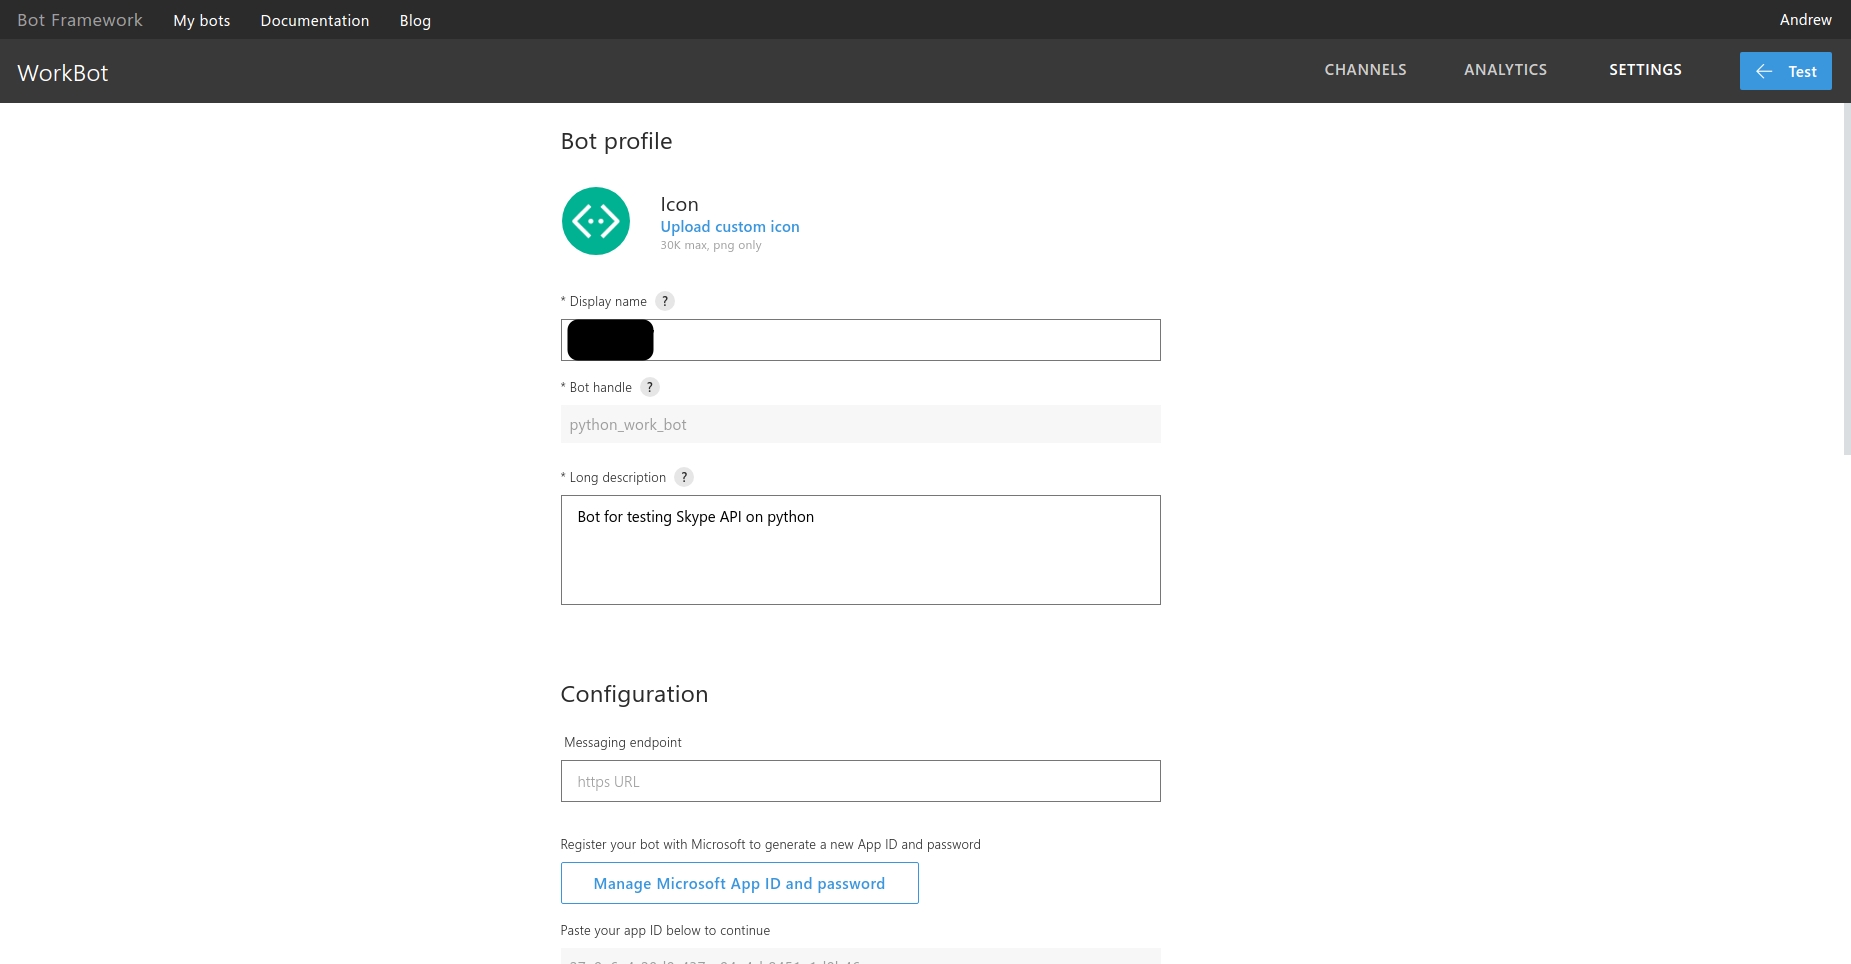 Bot Framework My bots Documentation Blog Andrew
WorkBot CHANNELS ANALYTICS SETTINGS ← Test
Bot profile
Icon
Upload custom icon
30K max, png only
* Display name ?
* Bot handle ?
python_work_bot
* Long description ?
Bot for testing Skype API on python
Configuration
Messaging endpoint
https URL
Register your bot with Microsoft to generate a new App ID and password
Manage Microsoft App ID and password
Paste your app ID below to continue